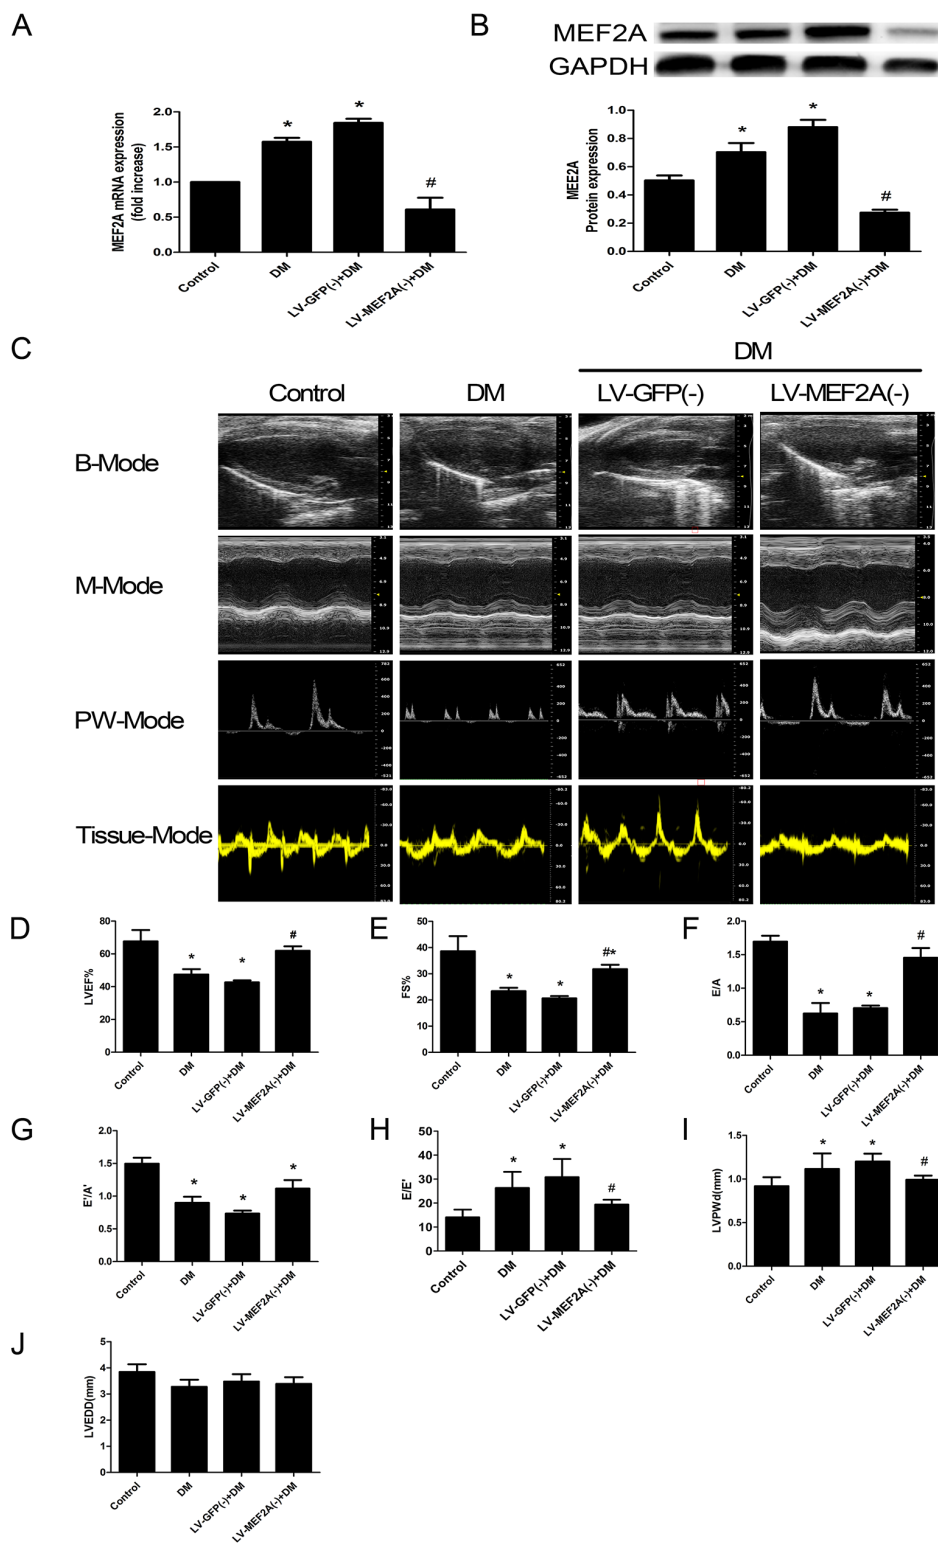 A
B
MEF2A
GAPDH
MEF2A mRNA expression
(fold increase)
2.0
1.5
1.0
0.5
0.0
*
*
#
Control
DM
LV-GFP(-)+DM
LV-MEF2A(-)+DM
MEE2A
Protein expression
1.0
0.8
0.6
0.4
0.2
0.0
*
*
#
Control
DM
LV-GFP(-)+DM
LV-MEF2A(-)+DM
C
DM
Control
DM
LV-GFP(-)
LV-MEF2A(-)
B-Mode
M-Mode
PW-Mode
Tissue-Mode
D
LVEF%
80
60
40
20
0
*
*
#
Control
DM
LV-GFP(-)+DM
LV-MEF2A(-)+DM
E
FS%
50
40
30
20
10
0
*
*
#*
Control
DM
LV-GFP(-)+DM
LV-MEF2A(-)+DM
F
E/A
2.0
1.5
1.0
0.5
0.0
*
*
#
Control
DM
LV-GFP(-)+DM
LV-MEF2A(-)+DM
G
E'/A'
2.0
1.5
1.0
0.5
0.0
*
*
*
Control
DM
LV-GFP(-)+DM
LV-MEF2A(-)+DM
H
E/E'
50
40
30
20
10
0
*
*
#
Control
DM
LV-GFP(-)+DM
LV-MEF2A(-)+DM
I
LVPWd(mm)
1.5
1.0
0.5
0.0
*
*
#
Control
DM
LV-GFP(-)+DM
LV-MEF2A(-)+DM
J
LVEDD(mm)
5
4
3
2
1
0
Control
DM
LV-GFP(-)+DM
LV-MEF2A(-)+DM